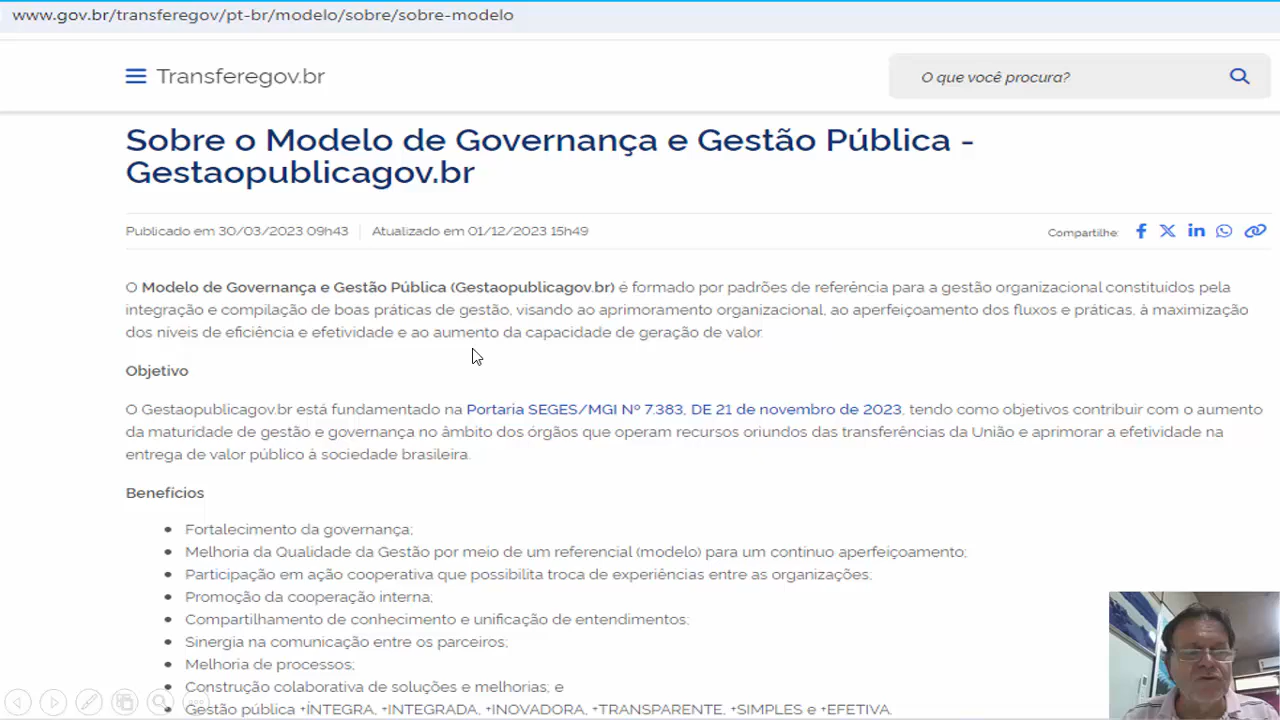 www.gov.br/transferegov/pt-br/modelo/sobre/sobre-modelo
Transferegov.br
O que você procura?
Sobre o Modelo de Governança e Gestão Pública -
Gestaopublicagov.br
Publicado em 30/03/2023 09h43 Atualizado em 01/12/2023 15h49
Compartilhe:
O Modelo de Governança e Gestão Pública (Gestaopublicagov.br) é formado por padrões de referência para a gestão organizacional constituídos pela
integração e compilação de boas práticas de gestão, visando ao aprimoramento organizacional, ao aperfeiçoamento dos fluxos e práticas, à maximização
dos níveis de eficiência e efetividade e ao aumento da capacidade de geração de valor.
Objetivo
O Gestaopublicagov.br está fundamentado na Portaria SEGES/MGI Nº 7.383, DE 21 de novembro de 2023, tendo como objetivos contribuir com o aumento
da maturidade de gestão e governança no âmbito dos órgãos que operam recursos oriundos das transferências da União e aprimorar a efetividade na
entrega de valor público à sociedade brasileira.
Benefícios
Fortalecimento da governança;
Melhoria da Qualidade da Gestão por meio de um referencial (modelo) para um contínuo aperfeiçoamento;
Participação em ação cooperativa que possibilita troca de experiências entre as organizações;
Promoção da cooperação interna;
Compartilhamento de conhecimento e unificação de entendimentos;
Sinergia na comunicação entre os parceiros;
Melhoria de processos;
Construção colaborativa de soluções e melhorias; e
Gestão pública +ÍNTEGRA, +INTEGRADA, +INOVADORA, +TRANSPARENTE, +SIMPLES e +EFETIVA.